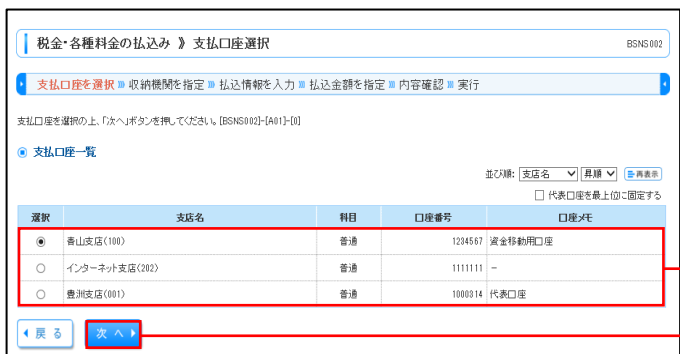 税金・各種料金の払込み 》 支払口座選択 BSNS002
支払口座を選択 ⋙ 収納機関を指定 ⋙ 払込情報を入力 ⋙ 払込金額を指定 ⋙ 内容確認 ⋙ 実行
支払口座を選択の上、「次へ」ボタンを押してください。[BSNS002]-[A01]-[0]
支払口座一覧
並び順: 支店名 昇順 再表示
代表口座を最上位に固定する
選択 支店名 科目 口座番号 口座メモ
青山支店(100) 普通 1234567 資金移動用口座
インターネット支店(202) 普通 1111111 -
豊洲支店(001) 普通 1000314 代表口座
戻る 次へ